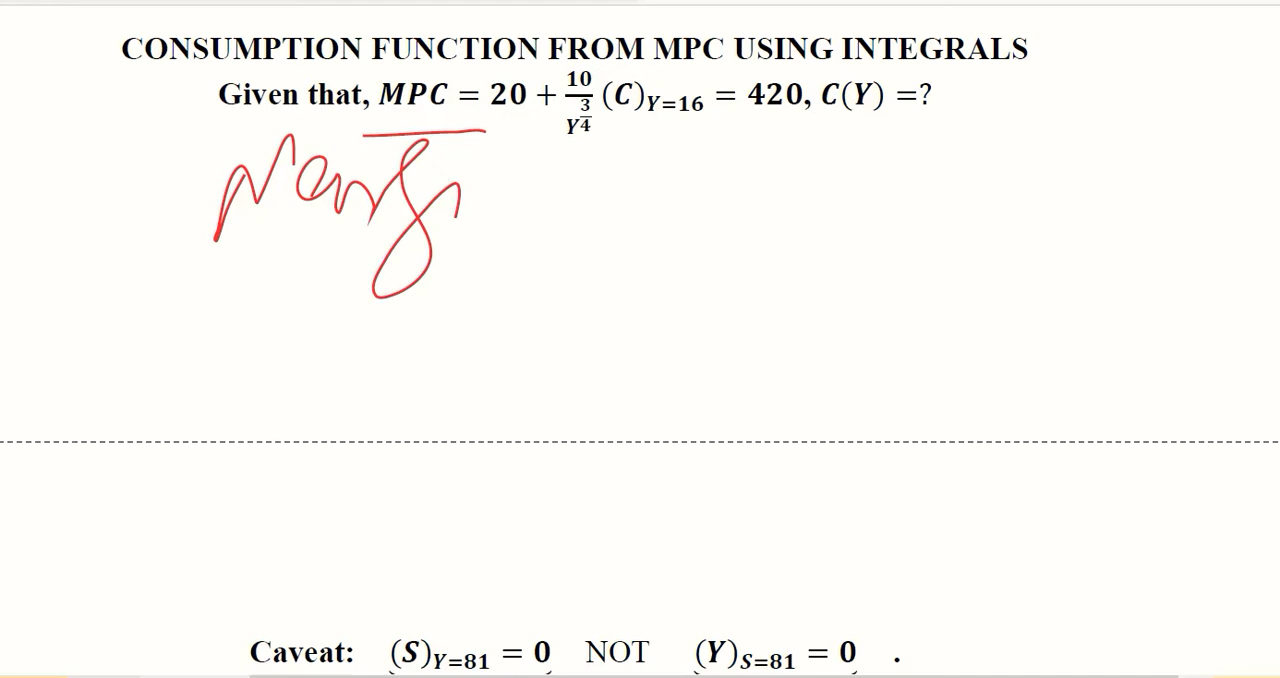 CONSUMPTION FUNCTION FROM MPC USING INTEGRALS
Given that, MPC = 20 + 10/Y^(3/4) (C)_{Y=16} = 420, C(Y) =?
Caveat: (S)_{Y=81} = 0 NOT (Y)_{S=81} = 0 .